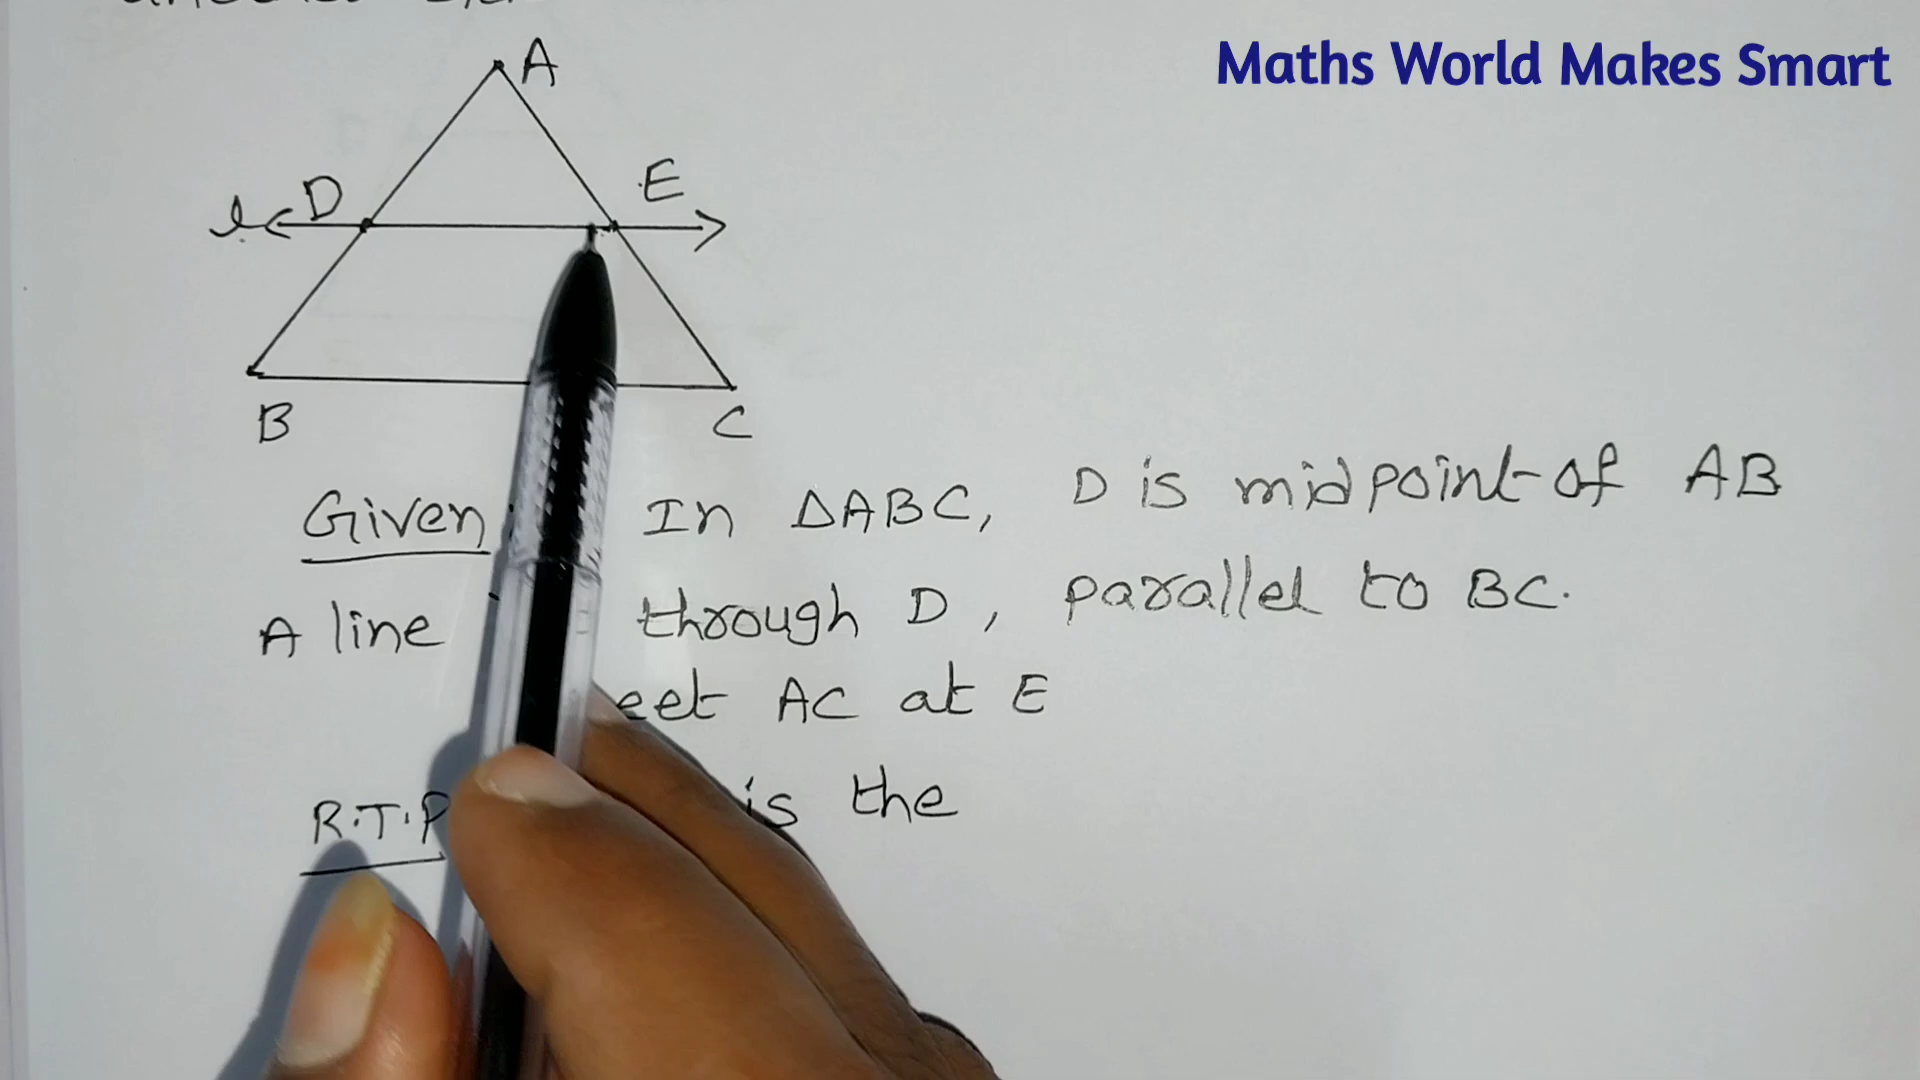 Maths World Makes Smart
A
D
E
l
B
C
Given : In ΔABC, D is midpoint of AB
A line through D, parallel to BC.
AC at E
R.T.P is the